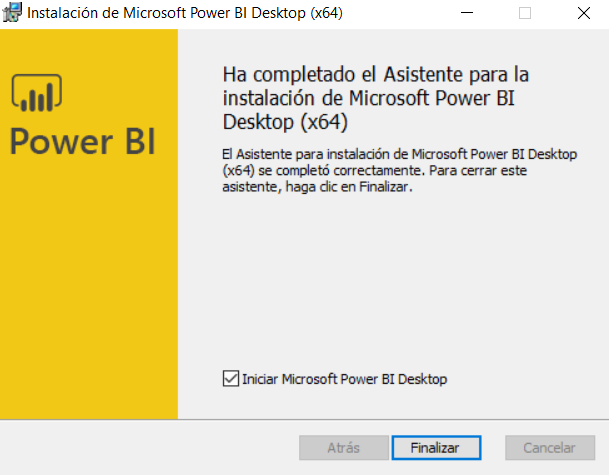 Instalación de Microsoft Power BI Desktop (x64)
Power BI
Ha completado el Asistente para la
instalación de Microsoft Power BI
Desktop (x64)
El Asistente para instalación de Microsoft Power BI Desktop
(x64) se completó correctamente. Para cerrar este
asistente, haga clic en Finalizar.
Iniciar Microsoft Power BI Desktop
Atrás Finalizar Cancelar